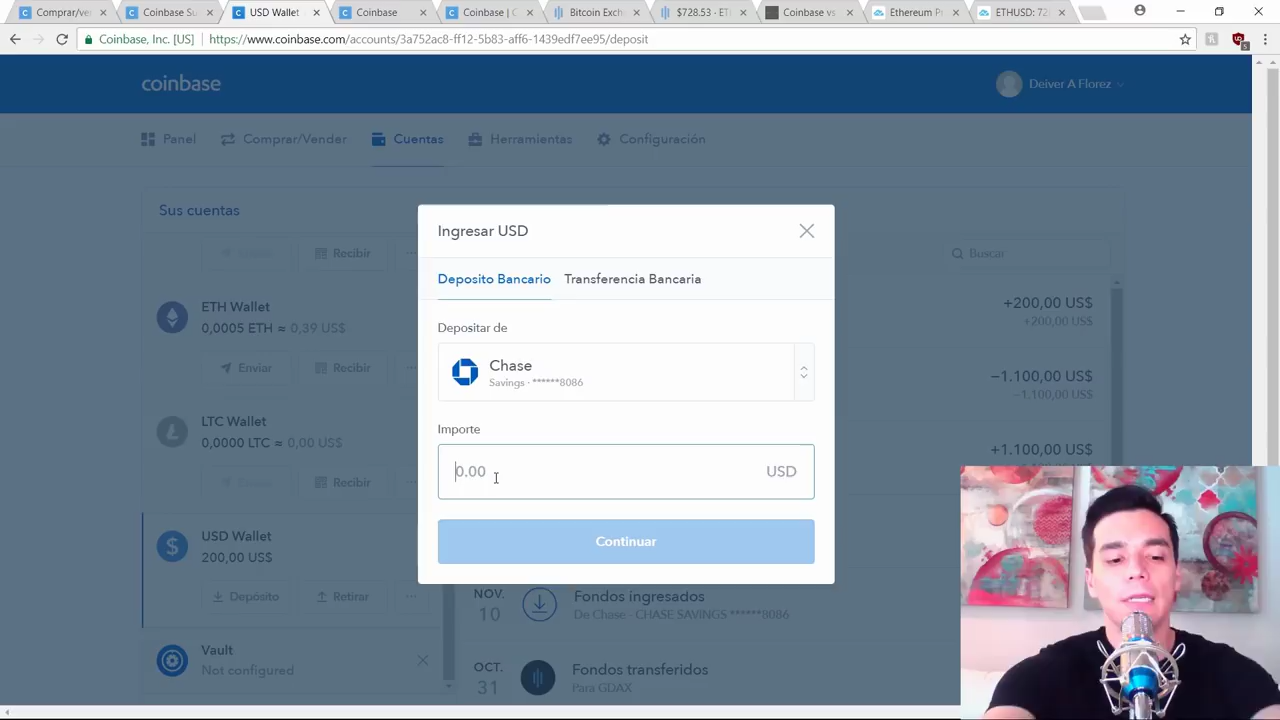 Comprar/ver
Coinbase Su
USD Wallet
Coinbase
Coinbase | C
Bitcoin Exch
$728.53 · ET
Coinbase vs
Ethereum Pr
ETHUSD: 72
Coinbase, Inc. [US]
https://www.coinbase.com/accounts/3a752ac8-ff12-5b83-aff6-1439edf7ee95/deposit
coinbase
Deiver A Florez
Panel
Comprar/Vender
Cuentas
Herramientas
Configuración
Sus cuentas
Recibir
Buscar
ETH Wallet
0,0005 ETH ≈ 0,39 US$
Enviar
Recibir
LTC Wallet
0,0000 LTC ≈ 0,00 US$
Recibir
USD Wallet
200,00 US$
Depósito
Retirar
Vault
Not configured
Ingresar USD
Deposito Bancario
Transferencia Bancaria
Depositar de
Chase
Savings · ******8086
Importe
0.00
USD
Continuar
+200,00 US$
+200,00 US$
−1.100,00 US$
−1.100,00 US$
+1.100,00 US$
NOV.
10
Fondos ingresados
De Chase - CHASE SAVINGS ******8086
OCT.
31
Fondos transferidos
Para GDAX